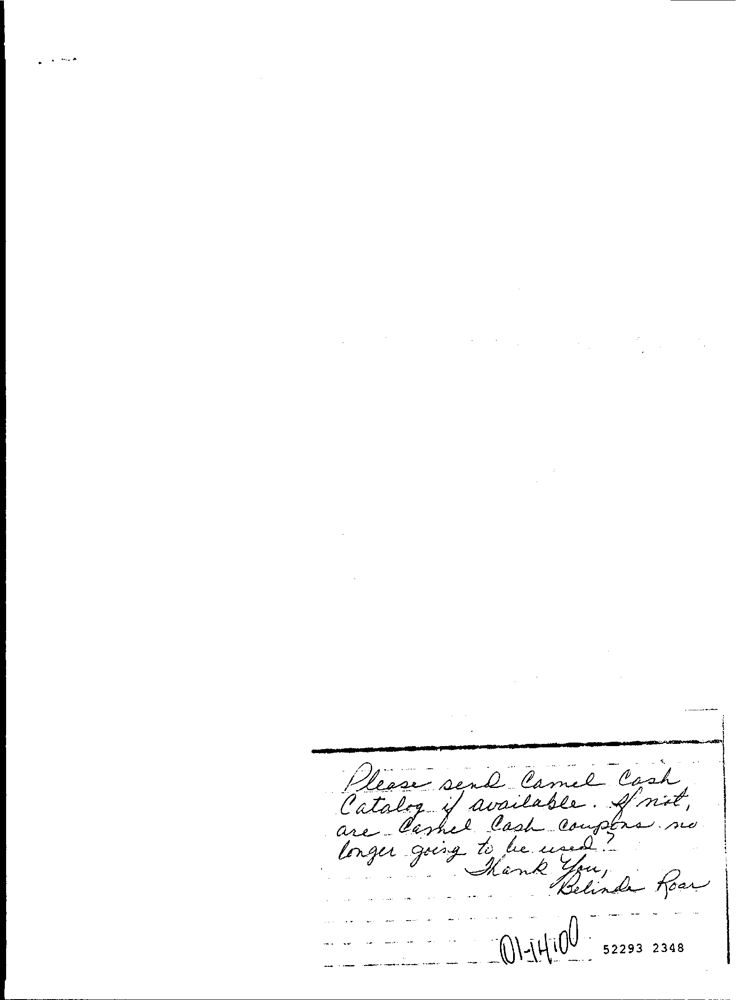 Please send Camel Cash
Catalog if available. If not,
are Camel Cash coupons no
longer going to be used?
Thank You,
Belinda Roar
01-14-00
52293 2348